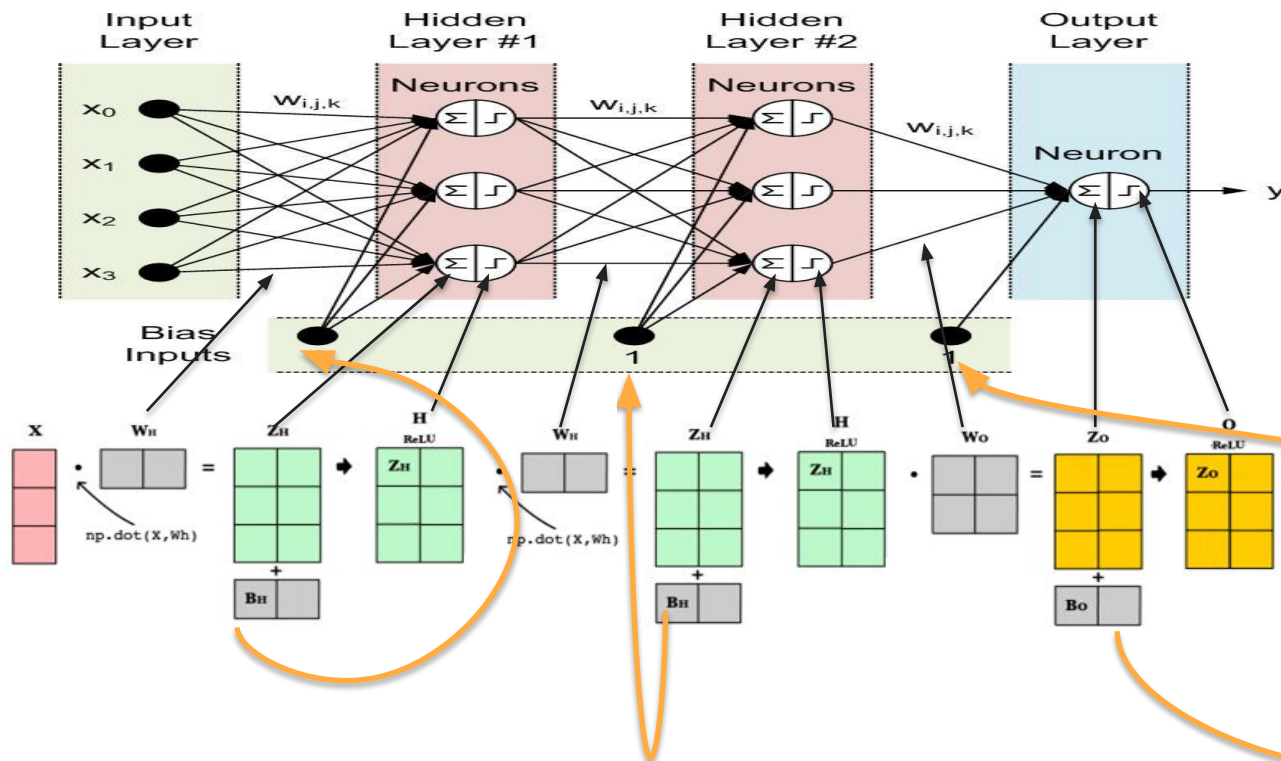 Input Layer
Hidden Layer #1
Hidden Layer #2
Output Layer
Neurons
Neurons
Neuron
x0
x1
x2
x3
Wi,j,k
Wi,j,k
Wi,j,k
Σ
Σ
Σ
Σ
Σ
Σ
Σ
y
Bias Inputs
1
1
X
WH
ZH
H
ReLU
WH
ZH
H
ReLU
WO
ZO
O
ReLU
•
=
ZH
•
=
ZH
•
=
ZO
np.dot(X,Wh)
np.dot(X,Wh)
+
+
+
BH
BH
BO